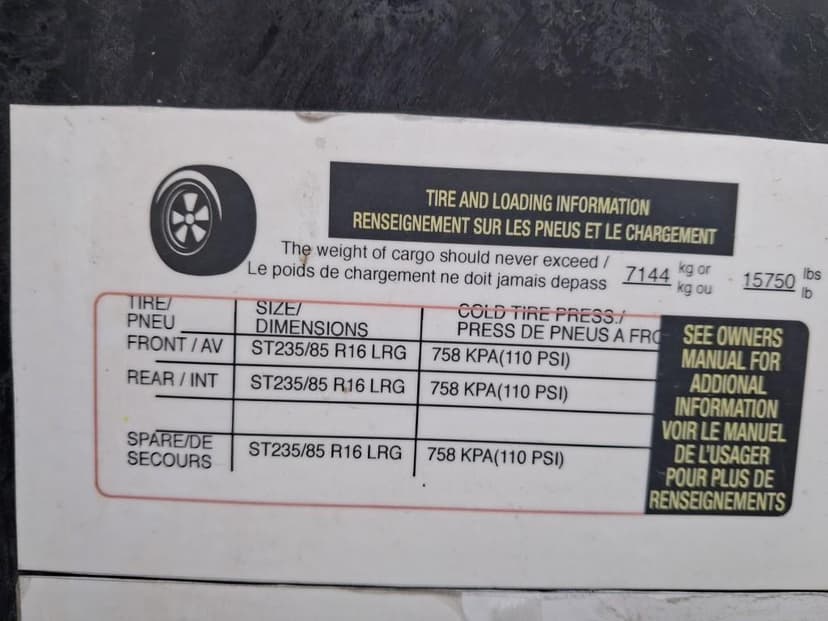 TIRE AND LOADING INFORMATION
RENSEIGNEMENT SUR LES PNEUS ET LE CHARGEMENT
The weight of cargo should never exceed / 7144 kg or 15750 lbs
Le poids de chargement ne doit jamais depass kg ou lb
TIRE/ SIZE/ COLD TIRE PRESS./
PNEU DIMENSIONS PRESS DE PNEUS A FRO
FRONT / AV ST235/85 R16 LRG 758 KPA(110 PSI)
REAR / INT ST235/85 R16 LRG 758 KPA(110 PSI)
SPARE/DE
SECOURS ST235/85 R16 LRG 758 KPA(110 PSI)
SEE OWNERS
MANUAL FOR
ADDIONAL
INFORMATION
VOIR LE MANUEL
DE L'USAGER
POUR PLUS DE
RENSEIGNEMENTS